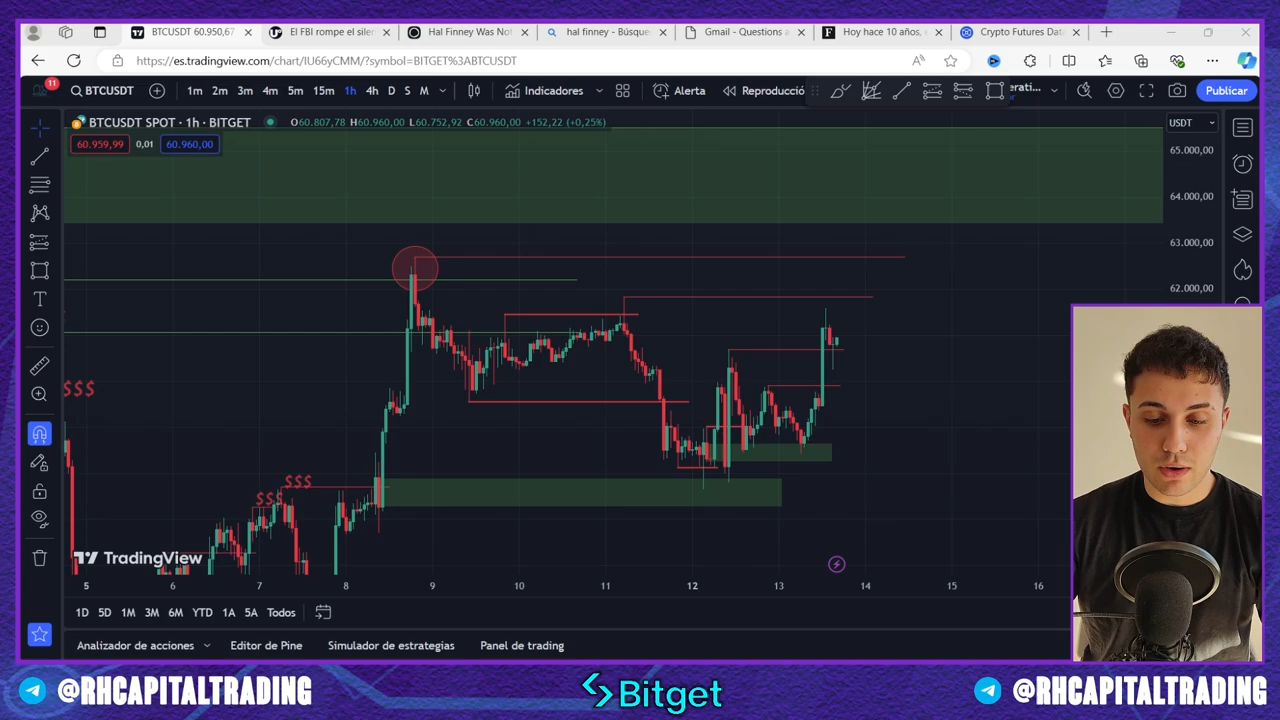 BTCUSDT 60.950,67
El FBI rompe el siler
Hal Finney Was Not
hal finney - Búsque
Gmail - Questions a
Hoy hace 10 años,
Crypto Futures Data
https://es.tradingview.com/chart/IU66yCMM/?symbol=BITGET%3ABTCUSDT
11
BTCUSDT
1m 2m 3m 4m 5m 15m 1h 4h D S M
Indicadores
Alerta
Reproducció
erati...
Publicar
BTCUSDT SPOT · 1h · BITGET
O60.807,78 H60.960,00 L60.752,92 C60.960,00 +152,22 (+0,25%)
USDT
60.959,99 0,01 60.960,00
65.000,00
64.000,00
63.000,00
62.000,00
$$$
$$$
$$$
TradingView
5 6 7 8 9 10 11 12 13 14 15 16
1D 5D 1M 3M 6M YTD 1A 5A Todos
Analizador de acciones
Editor de Pine
Simulador de estrategias
Panel de trading
@RHCAPITALTRADING
Bitget
@RHCAPITALTRADING